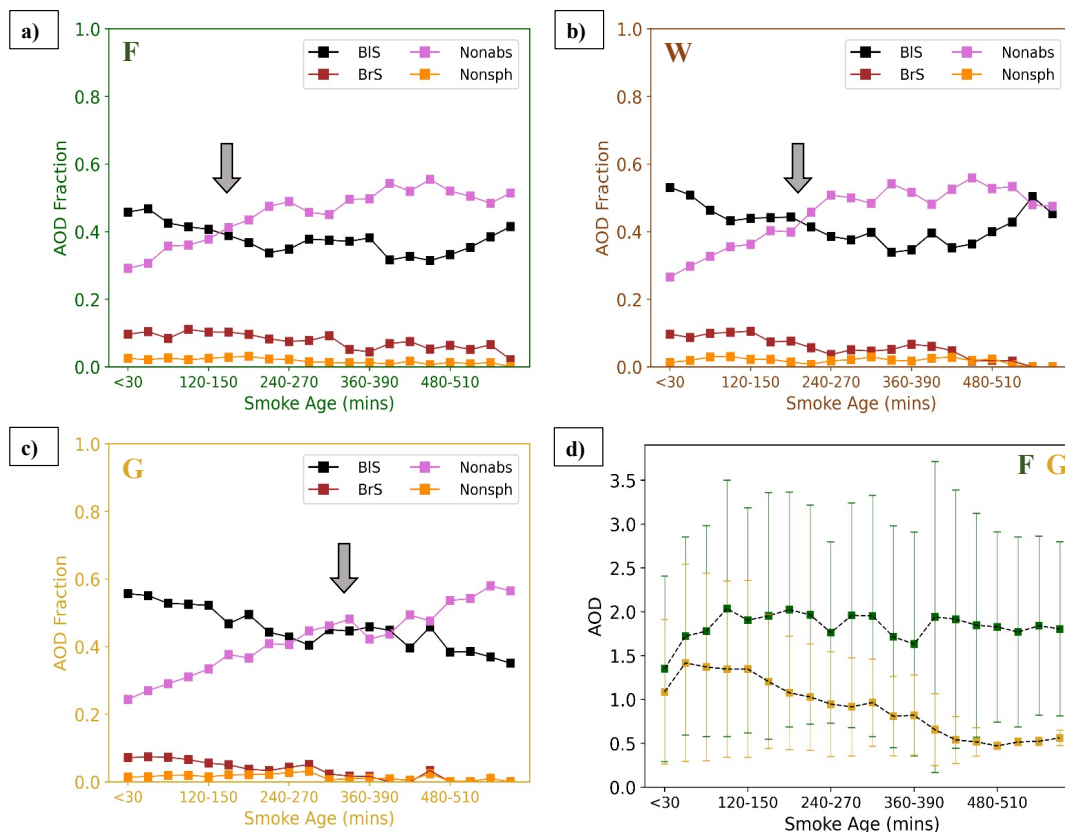 a)
F
BlS
Nonabs
BrS
Nonsph
1.0
0.8
0.6
0.4
0.2
0.0
AOD Fraction
<30
120-150
240-270
360-390
480-510
Smoke Age (mins)
b)
W
BlS
Nonabs
BrS
Nonsph
1.0
0.8
0.6
0.4
0.2
0.0
AOD Fraction
<30
120-150
240-270
360-390
480-510
Smoke Age (mins)
c)
G
BlS
Nonabs
BrS
Nonsph
1.0
0.8
0.6
0.4
0.2
0.0
AOD Fraction
<30
120-150
240-270
360-390
480-510
Smoke Age (mins)
d)
F G
3.5
3.0
2.5
2.0
1.5
1.0
0.5
0.0
AOD
<30
120-150
240-270
360-390
480-510
Smoke Age (mins)